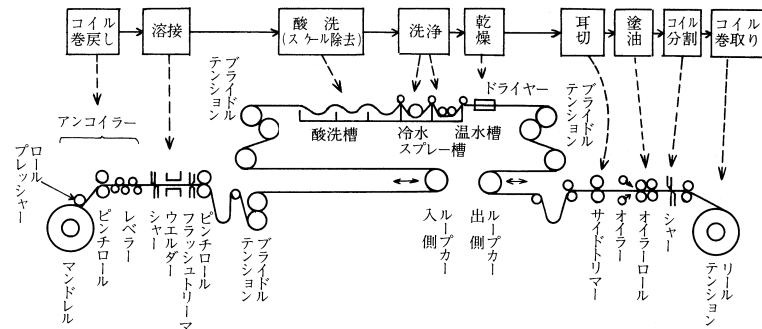 コイル
巻戻し
溶接
酸洗
(スケール除去)
洗浄
乾燥
耳切
塗油
コイル
分割
コイル
巻取り
ブライドル
テンション
ドライヤー
ブライドル
テンション
アンコイラー
酸洗槽
冷水
スプレー槽
温水槽
ロール
プレッシャー
マンドレル
ピンチロール
レベラー
シャー
ウエルダー
フラッシュトリーマ
ピンチロール
ブライドル
テンション
ループカー
入側
ループカー
出側
サイドトリマー
オイラー
オイラーロール
シャー
リール
テンション